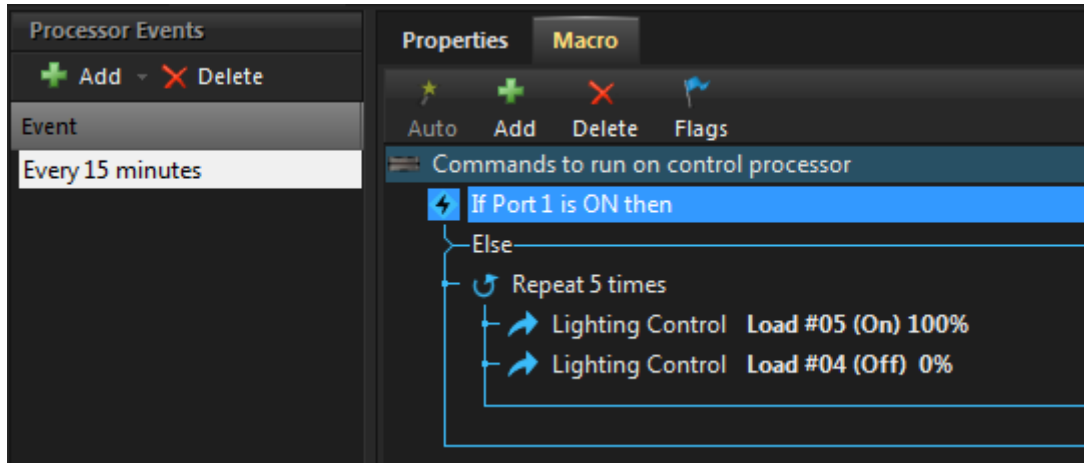 Processor Events
Add Delete
Event
Every 15 minutes
Properties Macro
Auto Add Delete Flags
Commands to run on control processor
If Port 1 is ON then
Else
Repeat 5 times
Lighting Control Load #05 (On) 100%
Lighting Control Load #04 (Off) 0%